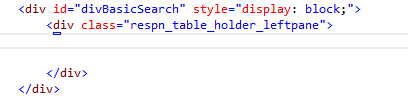 <div id="divBasicSearch" style="display: block;">
<div class="respn_table_holder_leftpane">
</div>
</div>